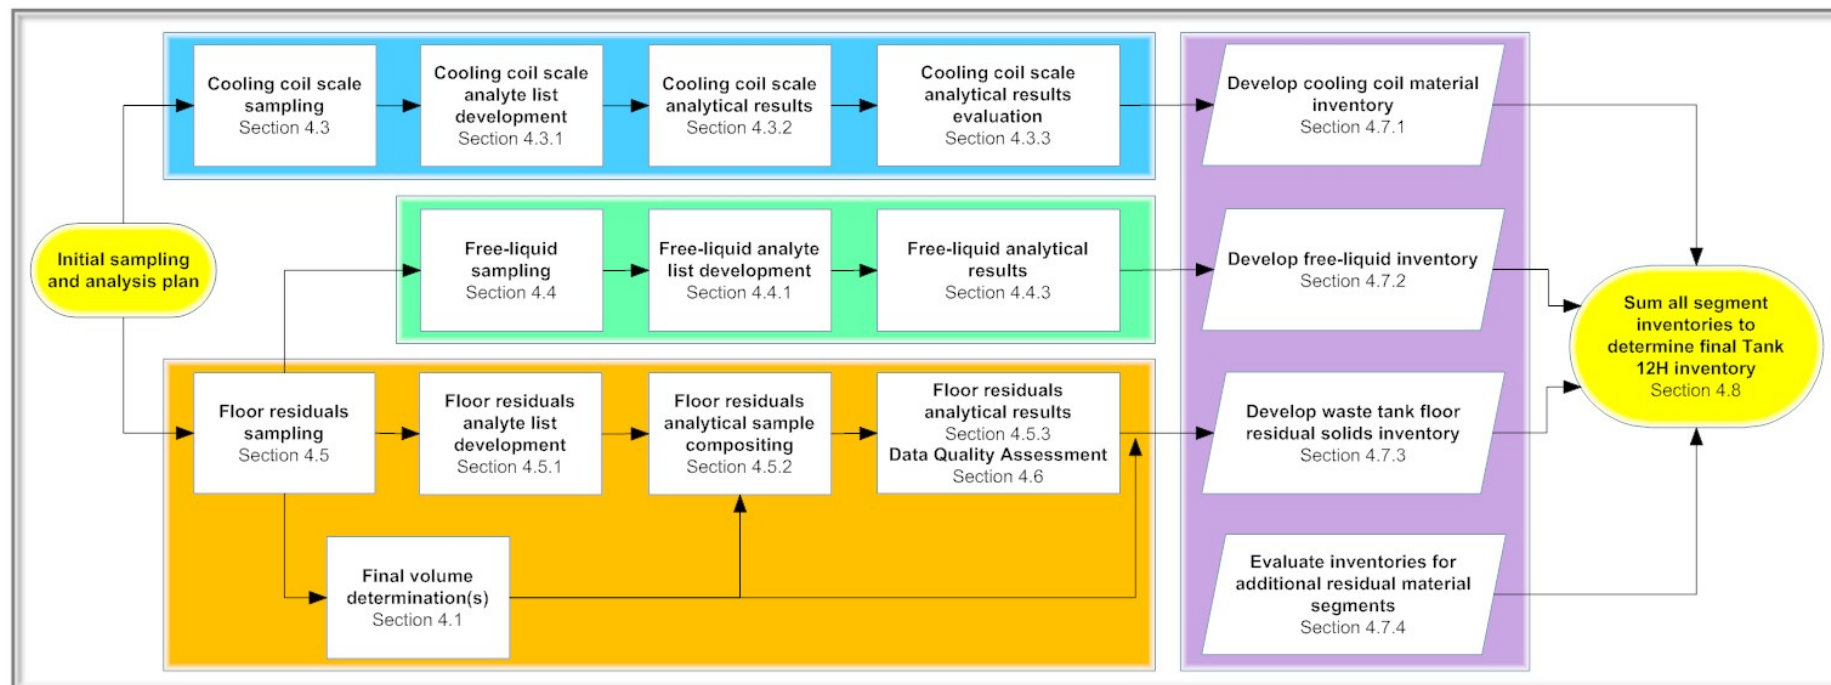 Initial sampling
and analysis plan
Cooling coil scale
sampling
Section 4.3
Cooling coil scale
analyte list
development
Section 4.3.1
Cooling coil scale
analytical results
Section 4.3.2
Cooling coil scale
analytical results
evaluation
Section 4.3.3
Develop cooling coil material
inventory
Section 4.7.1
Free-liquid
sampling
Section 4.4
Free-liquid analyte
list development
Section 4.4.1
Free-liquid analytical
results
Section 4.4.3
Develop free-liquid inventory
Section 4.7.2
Floor residuals
sampling
Section 4.5
Floor residuals
analyte list
development
Section 4.5.1
Floor residuals
analytical sample
compositing
Section 4.5.2
Floor residuals
analytical results
Section 4.5.3
Data Quality Assessment
Section 4.6
Develop waste tank floor
residual solids inventory
Section 4.7.3
Final volume
determination(s)
Section 4.1
Evaluate inventories for
additional residual material
segments
Section 4.7.4
Sum all segment
inventories to
determine final Tank
12H inventory
Section 4.8